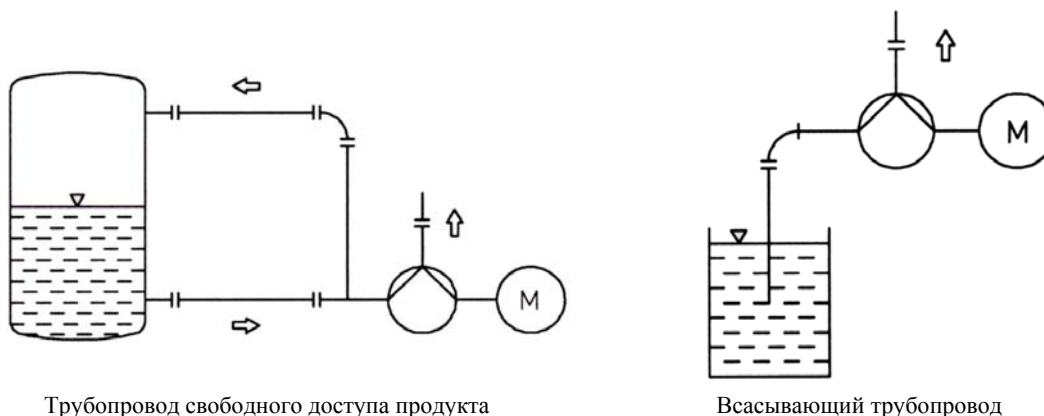 M
M
Трубопровод свободного доступа продукта
Всасывающий трубопровод